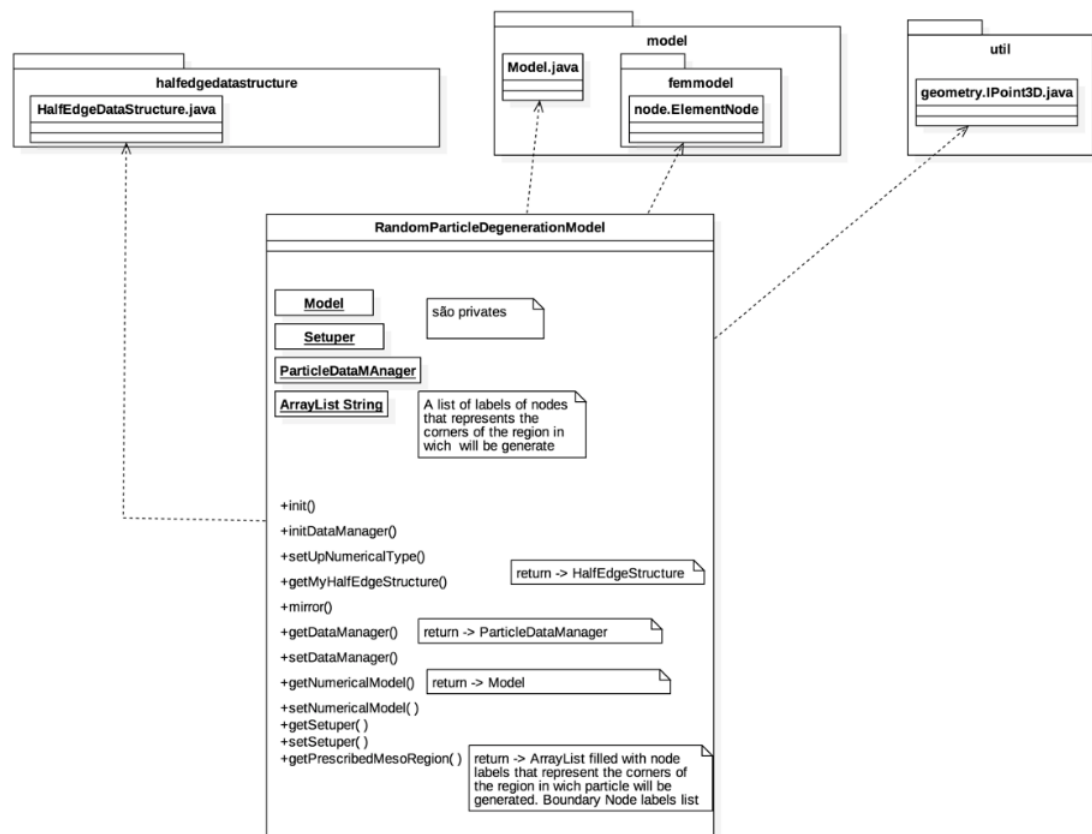 model
util
halfedgedatastructure
Model.java
femmodel
HalfEdgeDataStructure.java
node.ElementNode
geometry.IPoint3D.java
RandomParticleDegenerationModel
Model
são privates
Setuper
ParticleDataMAnager
ArrayList String
A list of labels of nodes
that represents the
corners of the region in
wich  will be generate
+init()
+initDataManager()
+setUpNumericalType()
+getMyHalfEdgeStructure()
return -> HalfEdgeStructure
+mirror()
+getDataManager()
return -> ParticleDataManager
+setDataManager()
+getNumericalModel()
return -> Model
+setNumericalModel( )
+getSetuper( )
+setSetuper( )
+getPrescribedMesoRegion( )
return -> ArrayList filled with node
labels that represent the corners of
the region in wich particle will be
generated. Boundary Node labels list